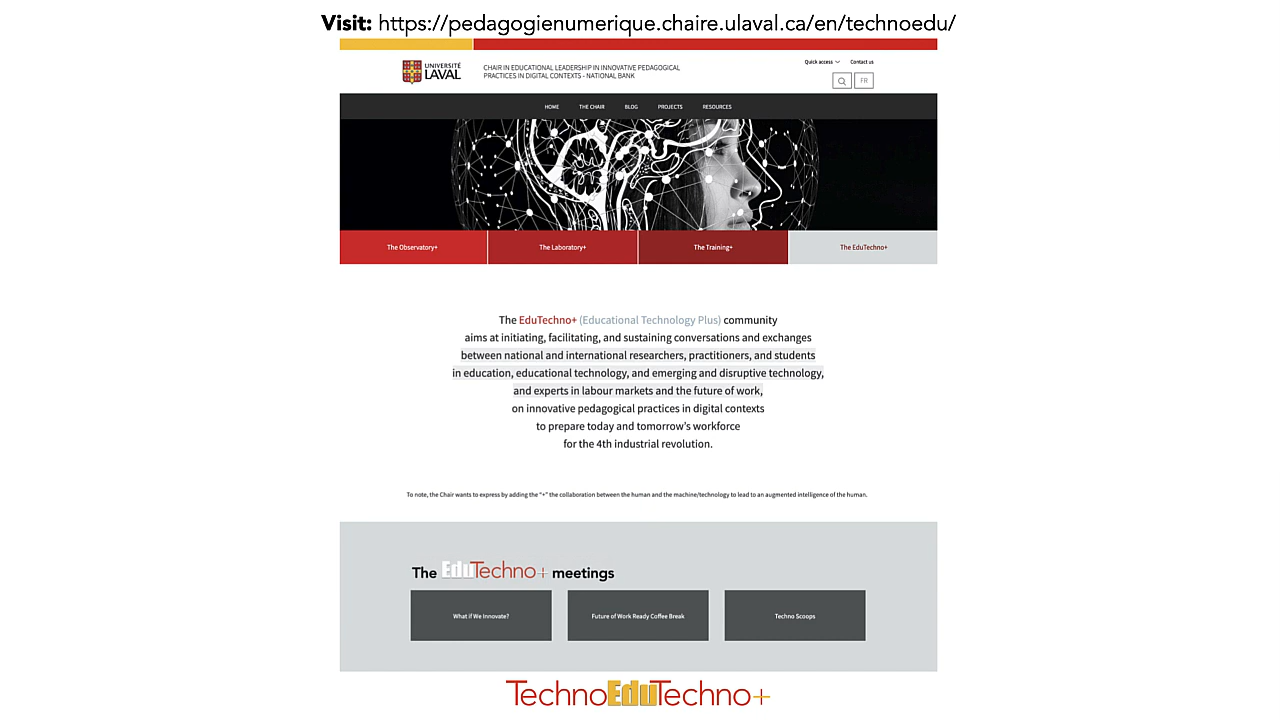 Visit: https://pedagogienumerique.chaire.ulaval.ca/en/technoedu/
UNIVERSITÉ
LAVAL
CHAIR IN EDUCATIONAL LEADERSHIP IN INNOVATIVE PEDAGOGICAL
PRACTICES IN DIGITAL CONTEXTS - NATIONAL BANK
Quick access
Contact us
FR
HOME
THE CHAIR
BLOG
PROJECTS
RESOURCES
The Observatory+
The Laboratory+
The Training+
The EduTechno+
The EduTechno+ (Educational Technology Plus) community
aims at initiating, facilitating, and sustaining conversations and exchanges
between national and international researchers, practitioners, and students
in education, educational technology, and emerging and disruptive technology,
and experts in labour markets and the future of work,
on innovative pedagogical practices in digital contexts
to prepare today and tomorrow's workforce
for the 4th industrial revolution.
To note, the Chair wants to express by adding the "+" the collaboration between the human and the machine/technology to lead to an augmented intelligence of the human.
The EduTechno+ meetings
What if We Innovate?
Future of Work Ready Coffee Break
Techno Scoops
TechnoEduTechno+